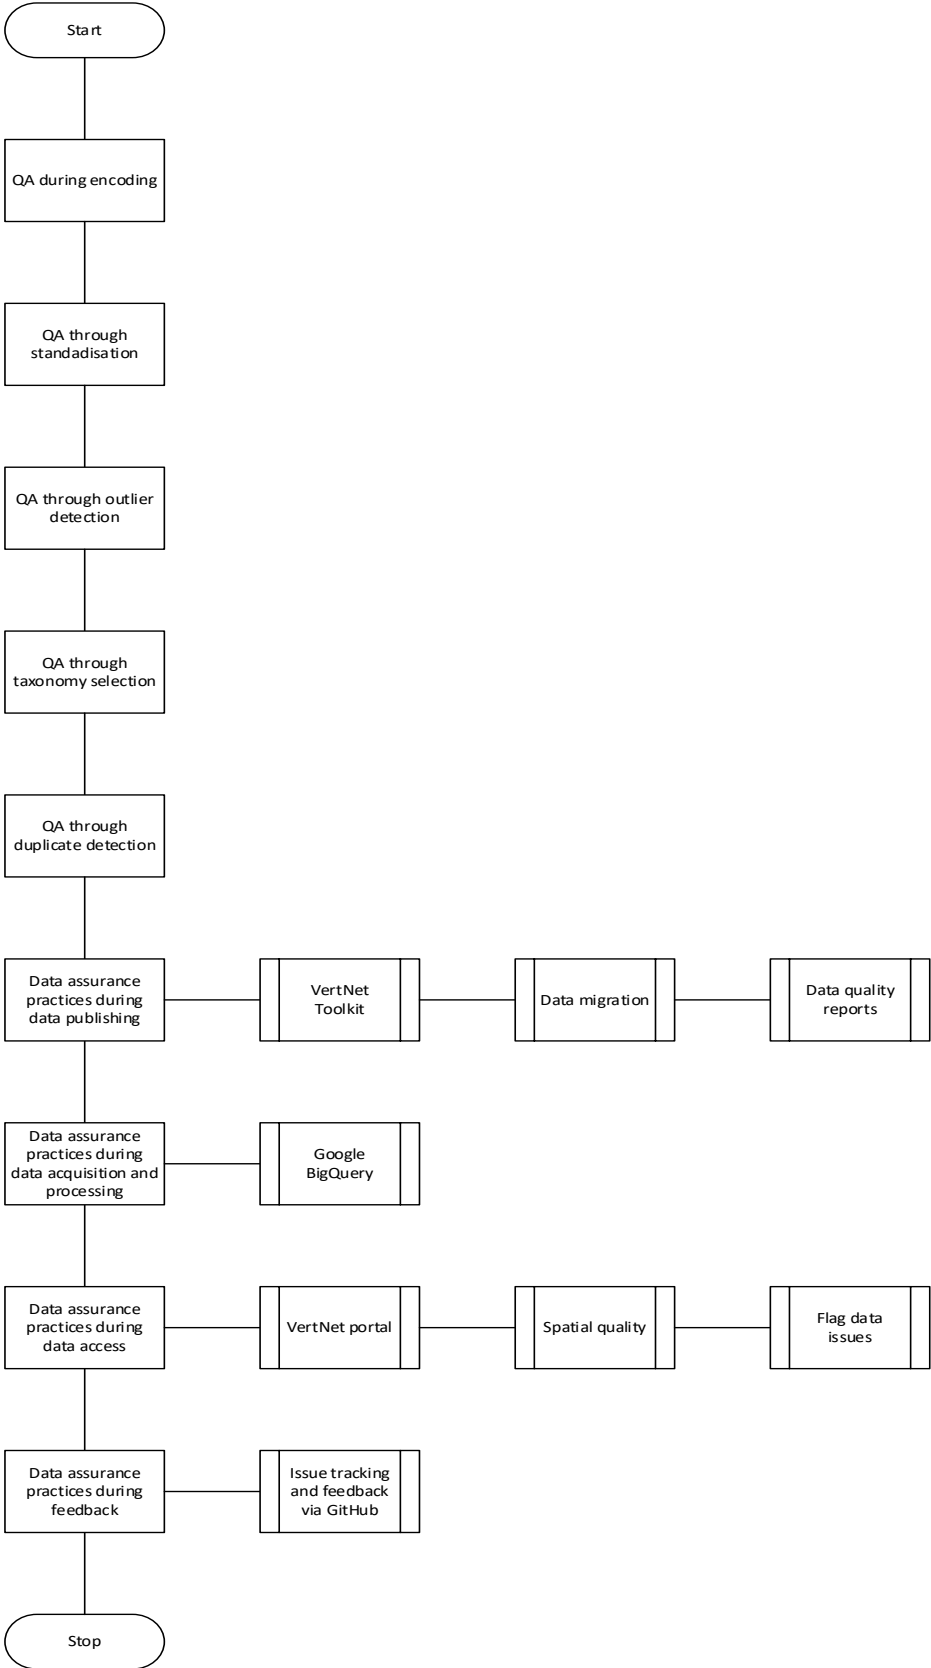 Start
QA during encoding
QA through
standadisation
QA through outlier
detection
QA through
taxonomy selection
QA through
duplicate detection
Data assurance
practices during
data publishing
VertNet
Toolkit
Data migration
Data quality
reports
Data assurance
practices during
data acquisition and
processing
Google
BigQuery
Data assurance
practices during
data access
VertNet portal
Spatial quality
Flag data
issues
Data assurance
practices during
feedback
Issue tracking
and feedback
via GitHub
Stop